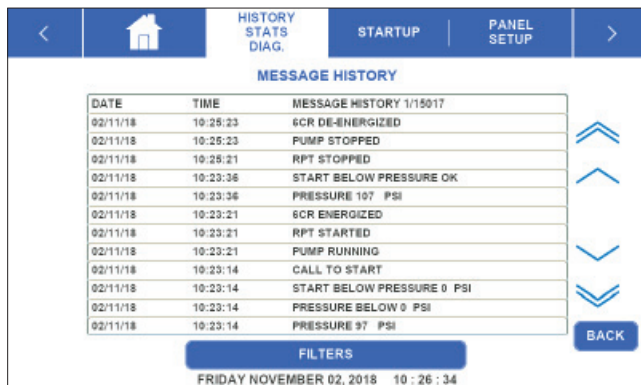 HISTORY
STATS
DIAG.
STARTUP
PANEL
SETUP
MESSAGE HISTORY
DATE TIME MESSAGE HISTORY 1/15017
02/11/18 10:25:23 6CR DE-ENERGIZED
02/11/18 10:25:23 PUMP STOPPED
02/11/18 10:25:21 RPT STOPPED
02/11/18 10:23:36 START BELOW PRESSURE OK
02/11/18 10:23:36 PRESSURE 107 PSI
02/11/18 10:23:21 6CR ENERGIZED
02/11/18 10:23:21 RPT STARTED
02/11/18 10:23:21 PUMP RUNNING
02/11/18 10:23:14 CALL TO START
02/11/18 10:23:14 START BELOW PRESSURE 0 PSI
02/11/18 10:23:14 PRESSURE BELOW 0 PSI
02/11/18 10:23:14 PRESSURE 97 PSI
BACK
FILTERS
FRIDAY NOVEMBER 02, 2018 10 : 26 : 34